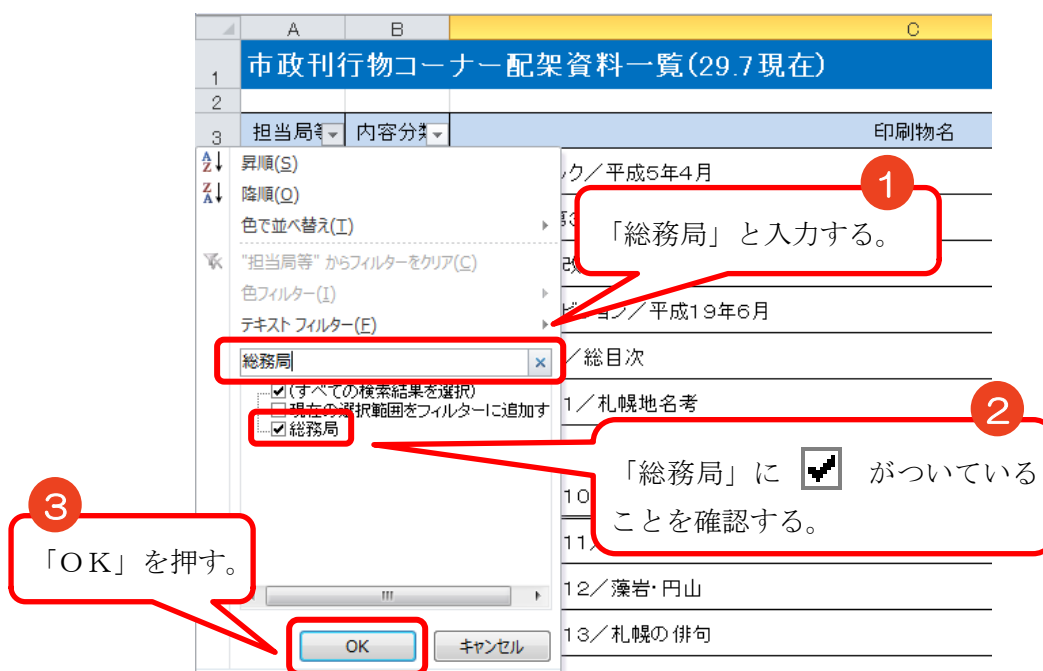 A B C
1 市政刊行物コーナー配架資料一覧(29.7現在)
2
3 担当局等 内容分類 印刷物名
昇順(S)
降順(O)
色で並べ替え(T)
"担当局等" からフィルターをクリア(C)
色フィルター(I)
テキスト フィルター(F)
総務局
(すべての検索結果を選択)
現在の選択範囲をフィルターに追加す
総務局
OK キャンセル
ク／平成5年4月
ビジョン／平成19年6月
／総目次
1／札幌地名考
10
11／
12／藻岩・円山
13／札幌の俳句
1
「総務局」と入力する。
2
「総務局」に ✔ がついている
ことを確認する。
3
「ＯＫ」を押す。